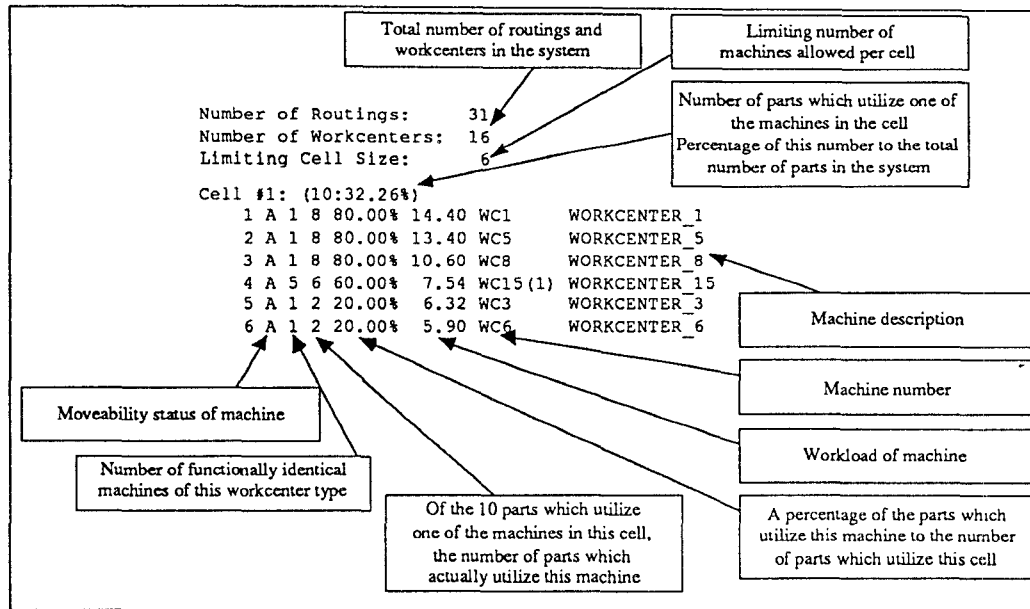 Total number of routings and
workcenters in the system
Limiting number of
machines allowed per cell
Number of parts which utilize one of
the machines in the cell
Percentage of this number to the total
number of parts in the system
Number of Routings: 31
Number of Workcenters: 16
Limiting Cell Size: 6
Cell #1: (10:32.26%)
1 A 1 8 80.00% 14.40 WC1 WORKCENTER_1
2 A 1 8 80.00% 13.40 WC5 WORKCENTER_5
3 A 1 8 80.00% 10.60 WC8 WORKCENTER_8
4 A 5 6 60.00% 7.54 WC15(1) WORKCENTER_15
5 A 1 2 20.00% 6.32 WC3 WORKCENTER_3
6 A 1 2 20.00% 5.90 WC6 WORKCENTER_6
Machine description
Machine number
Moveability status of machine
Workload of machine
Number of functionally identical
machines of this workcenter type
Of the 10 parts which utilize
one of the machines in this cell,
the number of parts which
actually utilize this machine
A percentage of the parts which
utilize this machine to the number
of parts which utilize this cell